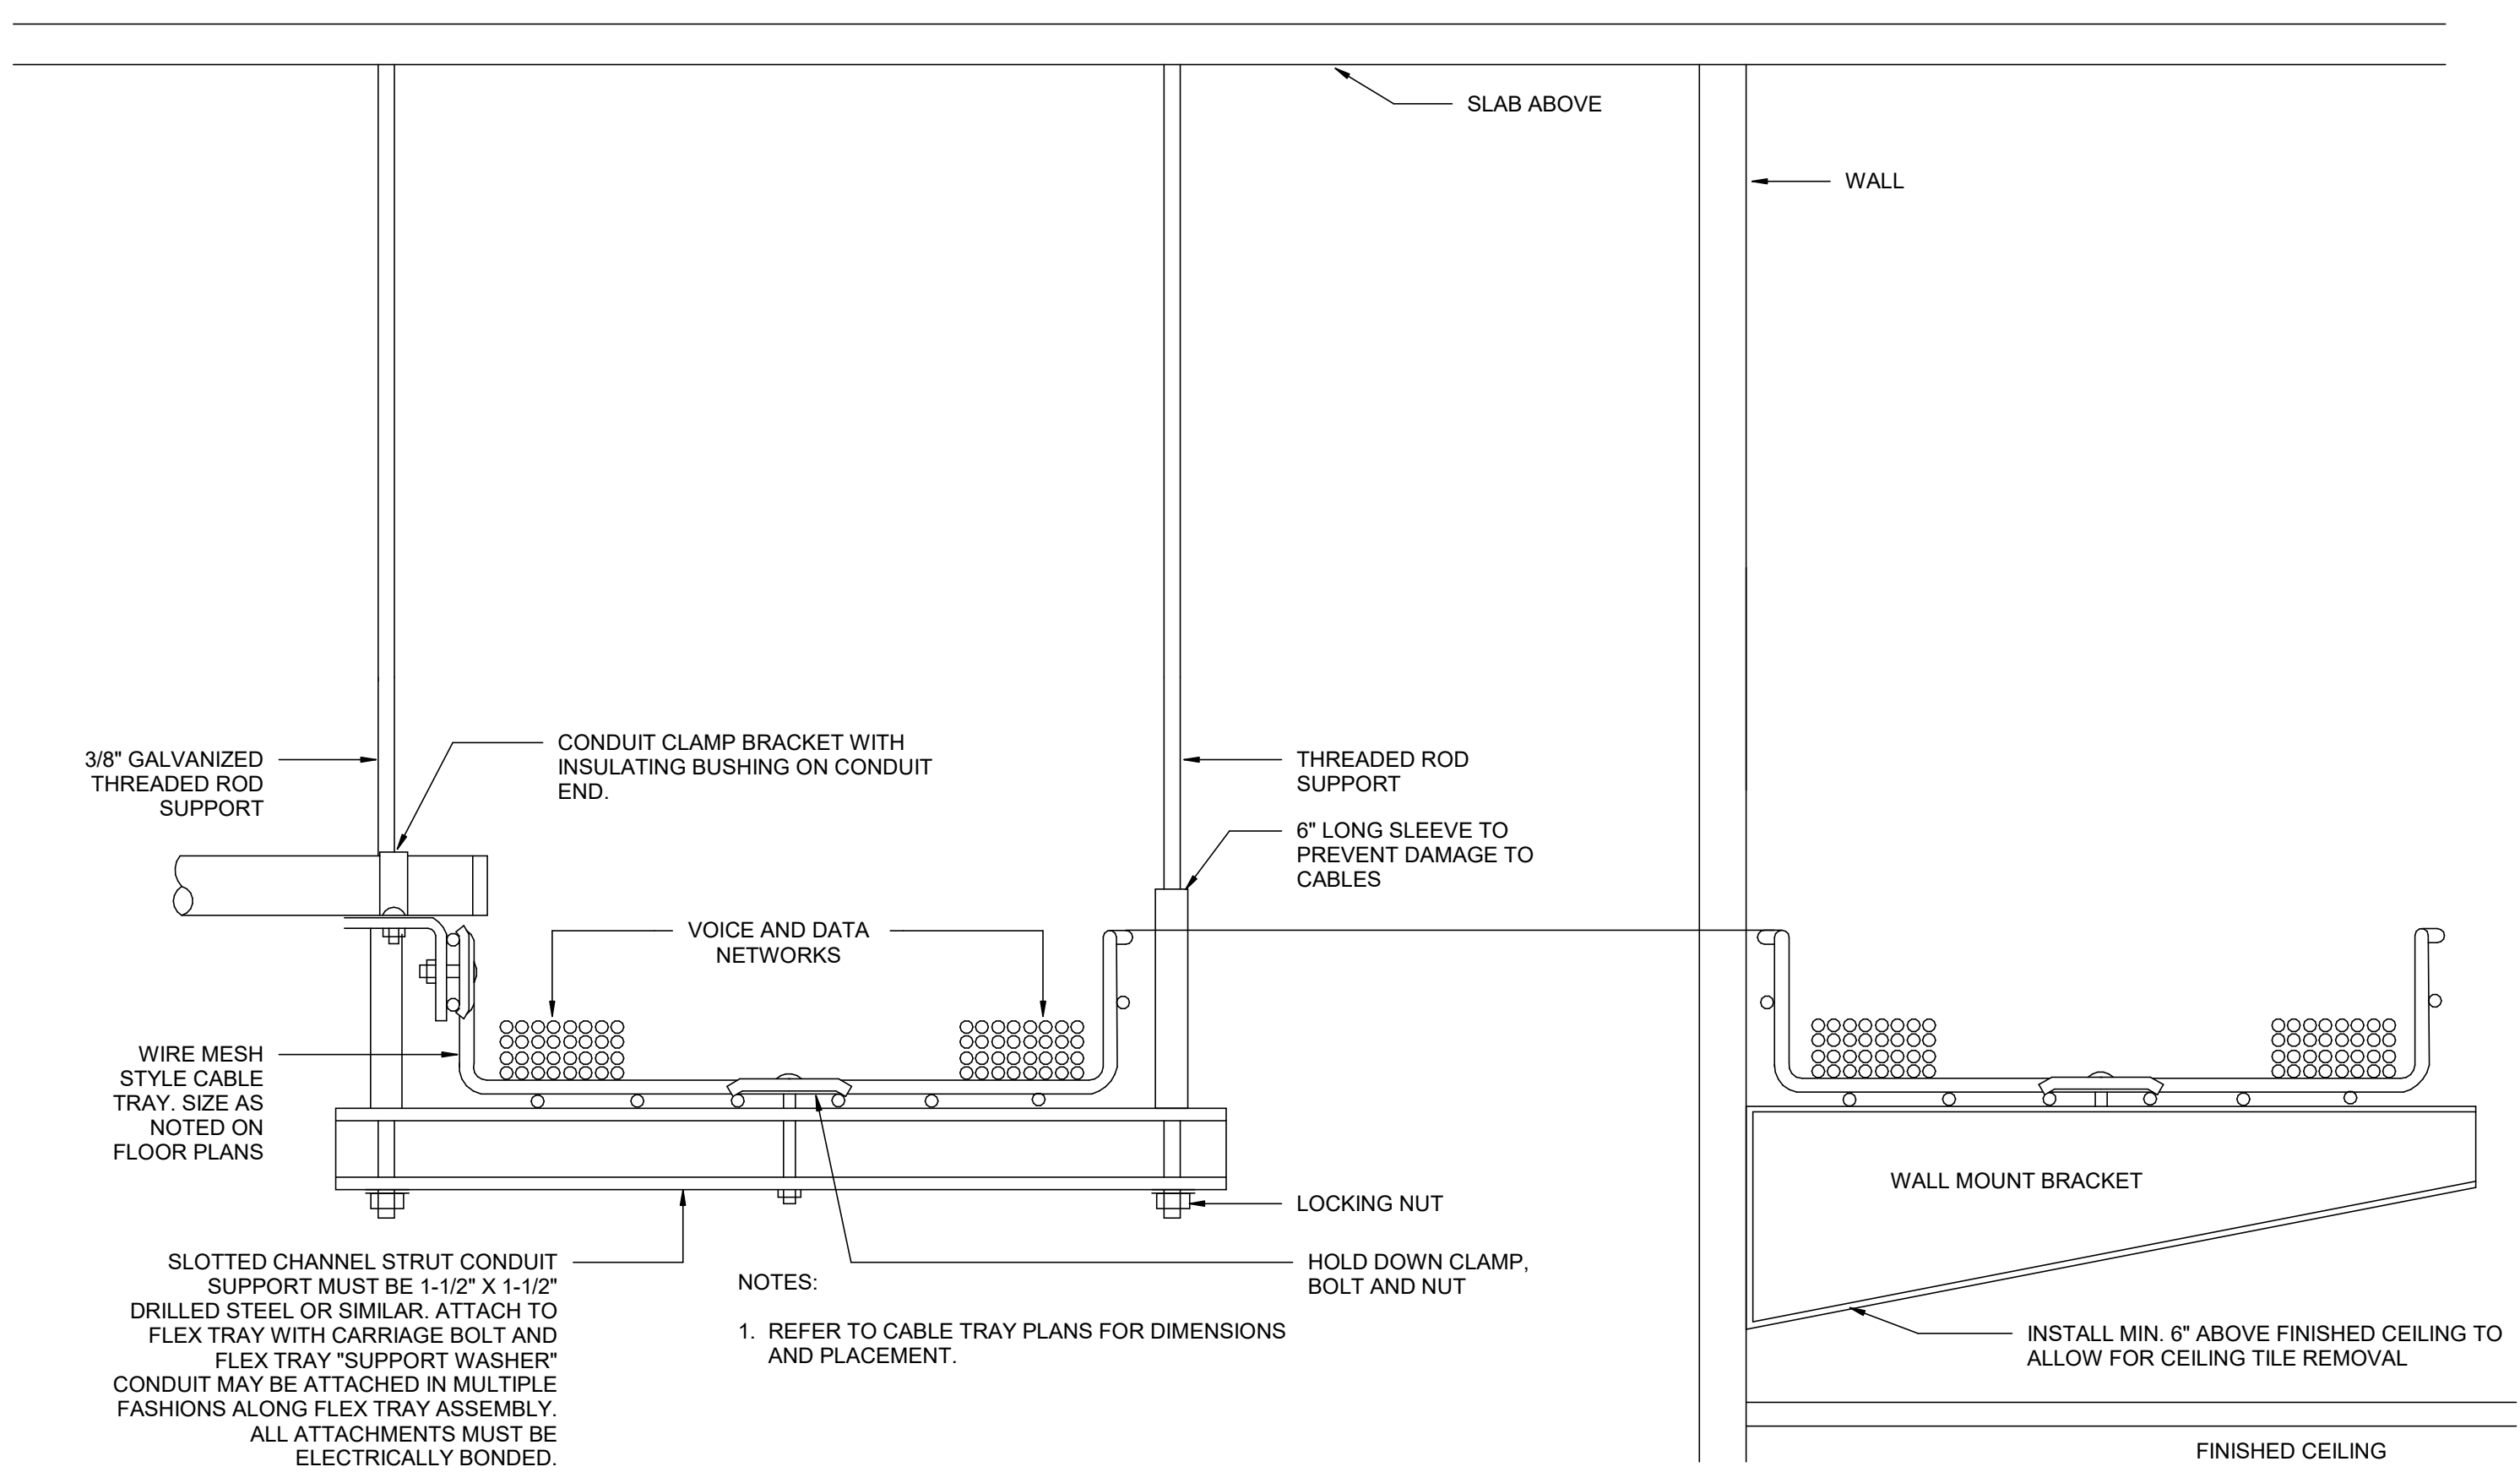 SLAB ABOVE
WALL
3/8" GALVANIZED
THREADED ROD
SUPPORT
CONDUIT CLAMP BRACKET WITH
INSULATING BUSHING ON CONDUIT
END.
THREADED ROD
SUPPORT
6" LONG SLEEVE TO
PREVENT DAMAGE TO
CABLES
VOICE AND DATA
NETWORKS
WIRE MESH
STYLE CABLE
TRAY. SIZE AS
NOTED ON
FLOOR PLANS
WALL MOUNT BRACKET
LOCKING NUT
SLOTTED CHANNEL STRUT CONDUIT
SUPPORT MUST BE 1-1/2" X 1-1/2"
DRILLED STEEL OR SIMILAR. ATTACH TO
FLEX TRAY WITH CARRIAGE BOLT AND
FLEX TRAY "SUPPORT WASHER"
CONDUIT MAY BE ATTACHED IN MULTIPLE
FASHIONS ALONG FLEX TRAY ASSEMBLY.
ALL ATTACHMENTS MUST BE
ELECTRICALLY BONDED.
HOLD DOWN CLAMP,
BOLT AND NUT
NOTES:
1. REFER TO CABLE TRAY PLANS FOR DIMENSIONS
AND PLACEMENT.
INSTALL MIN. 6" ABOVE FINISHED CEILING TO
ALLOW FOR CEILING TILE REMOVAL
FINISHED CEILING